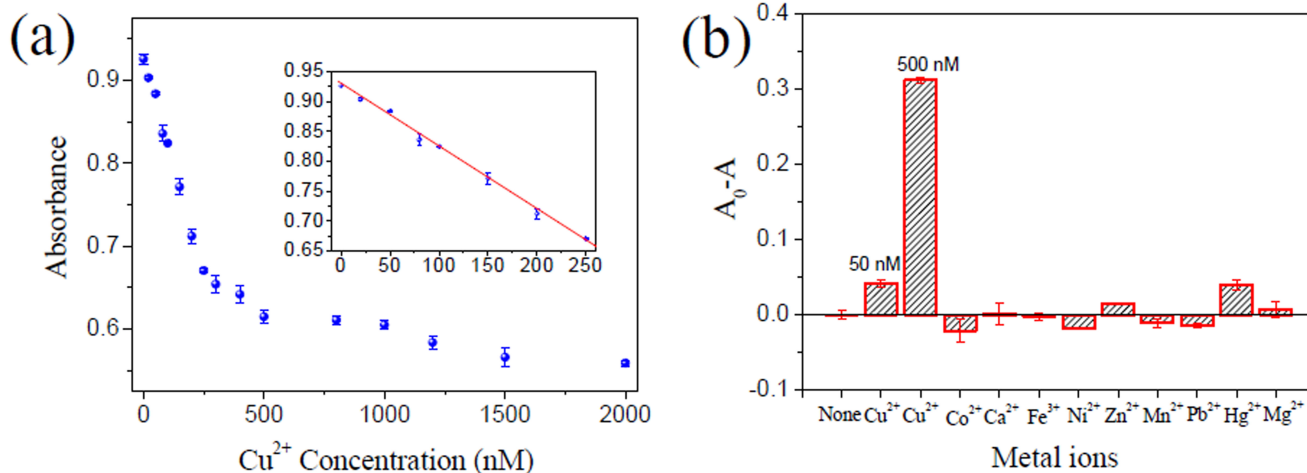 (a)
Absorbance
0.9
0.8
0.7
0.6
0 500 1000 1500 2000
Cu²⁺ Concentration (nM)
0.95
0.90
0.85
0.80
0.75
0.70
0.65
0 50 100 150 200 250
(b)
A₀-A
0.4
0.3
0.2
0.1
0.0
-0.1
500 nM
50 nM
None Cu²⁺ Cu²⁺ Co²⁺ Ca²⁺ Fe³⁺ Ni²⁺ Zn²⁺ Mn²⁺ Pb²⁺ Hg²⁺ Mg²⁺
Metal ions